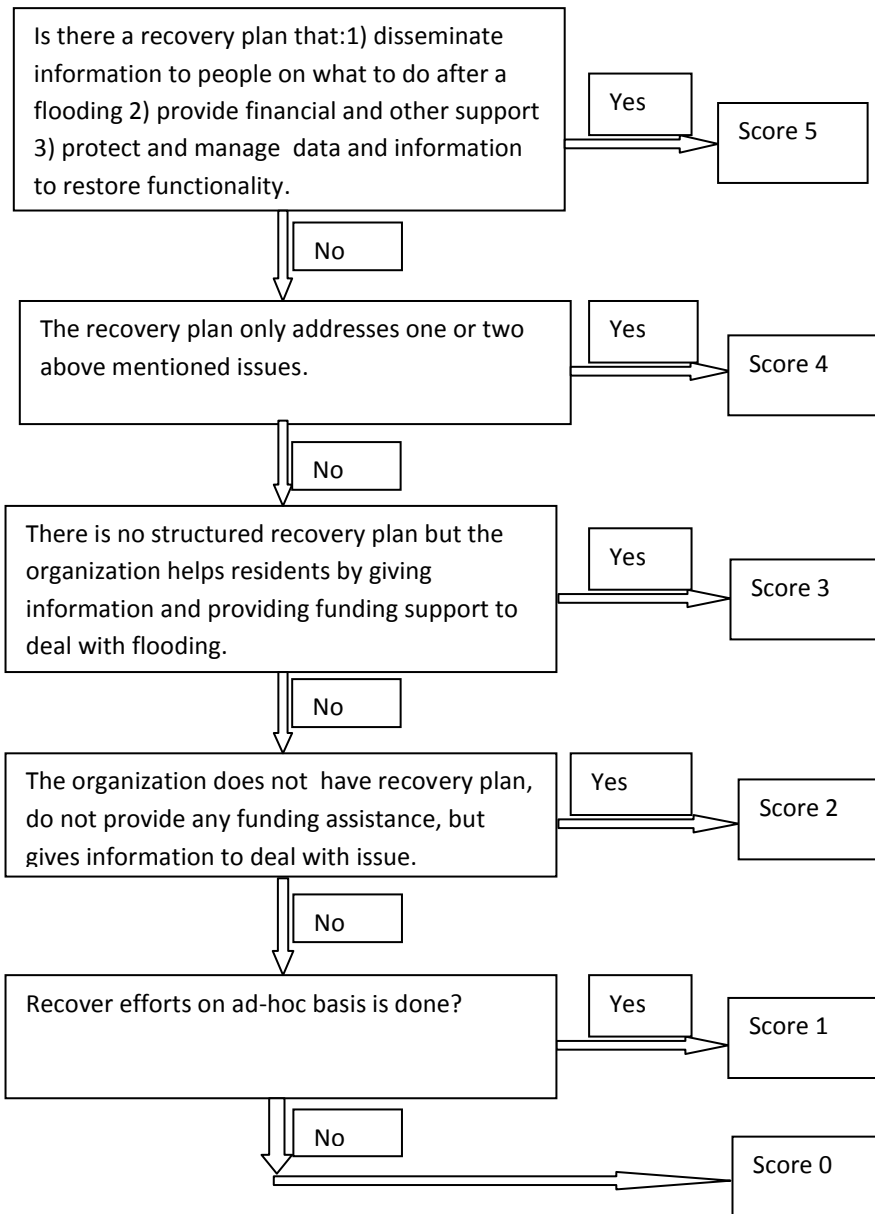 Is there a recovery plan that:1) disseminate
information to people on what to do after a
flooding 2) provide financial and other support
3) protect and manage  data and information
to restore functionality.
Yes
Score 5
No
The recovery plan only addresses one or two
above mentioned issues.
Yes
Score 4
No
There is no structured recovery plan but the
organization helps residents by giving
information and providing funding support to
deal with flooding.
Yes
Score 3
No
The organization does not  have recovery plan,
do not provide any funding assistance, but
gives information to deal with issue.
Yes
Score 2
No
Recover efforts on ad-hoc basis is done?
Yes
Score 1
No
Score 0